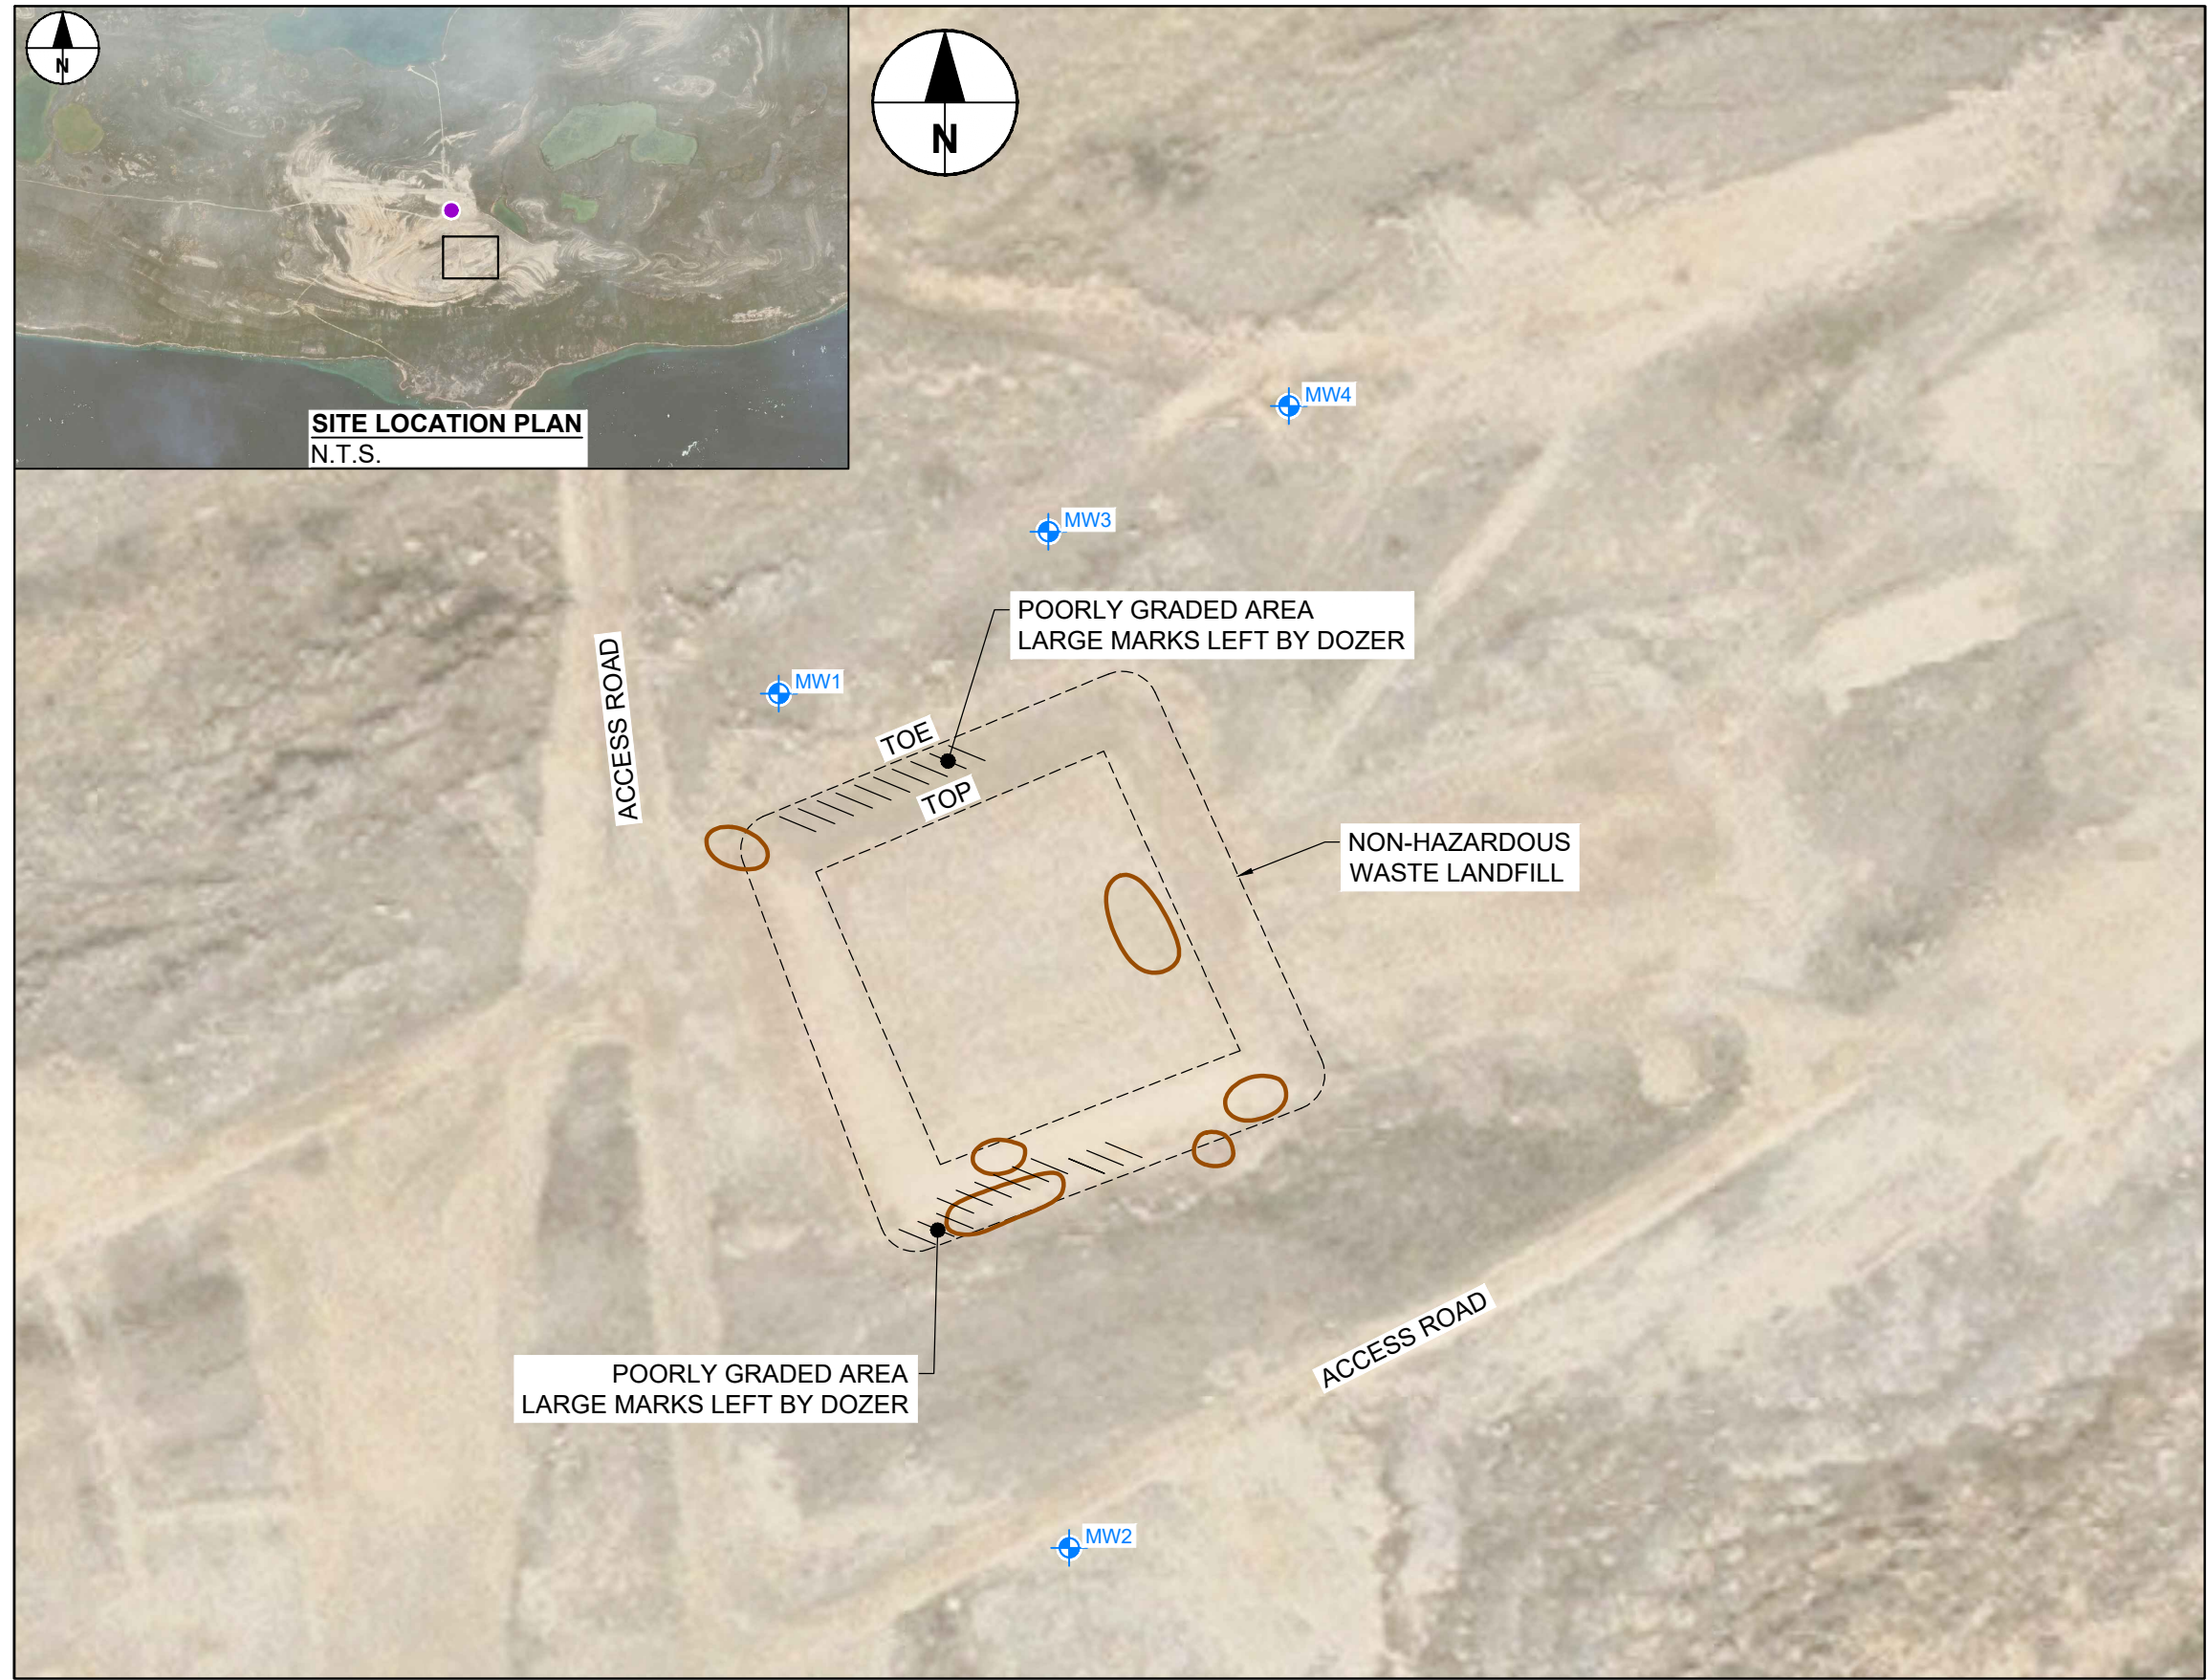 N
SITE LOCATION PLAN
N.T.S.
N
MW4
MW3
POORLY GRADED AREA
LARGE MARKS LEFT BY DOZER
MW1
ACCESS ROAD
TOE
TOP
NON-HAZARDOUS
WASTE LANDFILL
ACCESS ROAD
POORLY GRADED AREA
LARGE MARKS LEFT BY DOZER
MW2